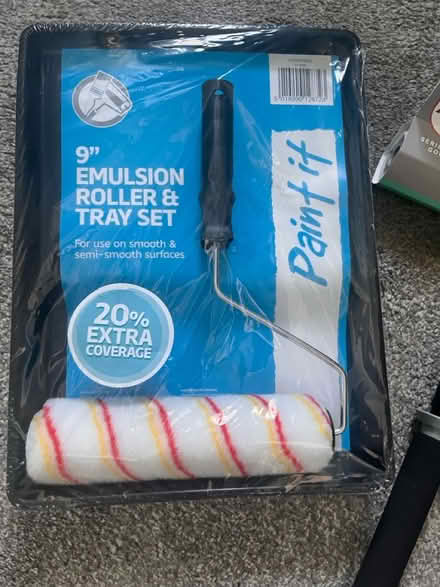 9”
EMULSION
ROLLER &
TRAY SET
For use on smooth &
semi-smooth surfaces
20%
EXTRA
COVERAGE
Paint it